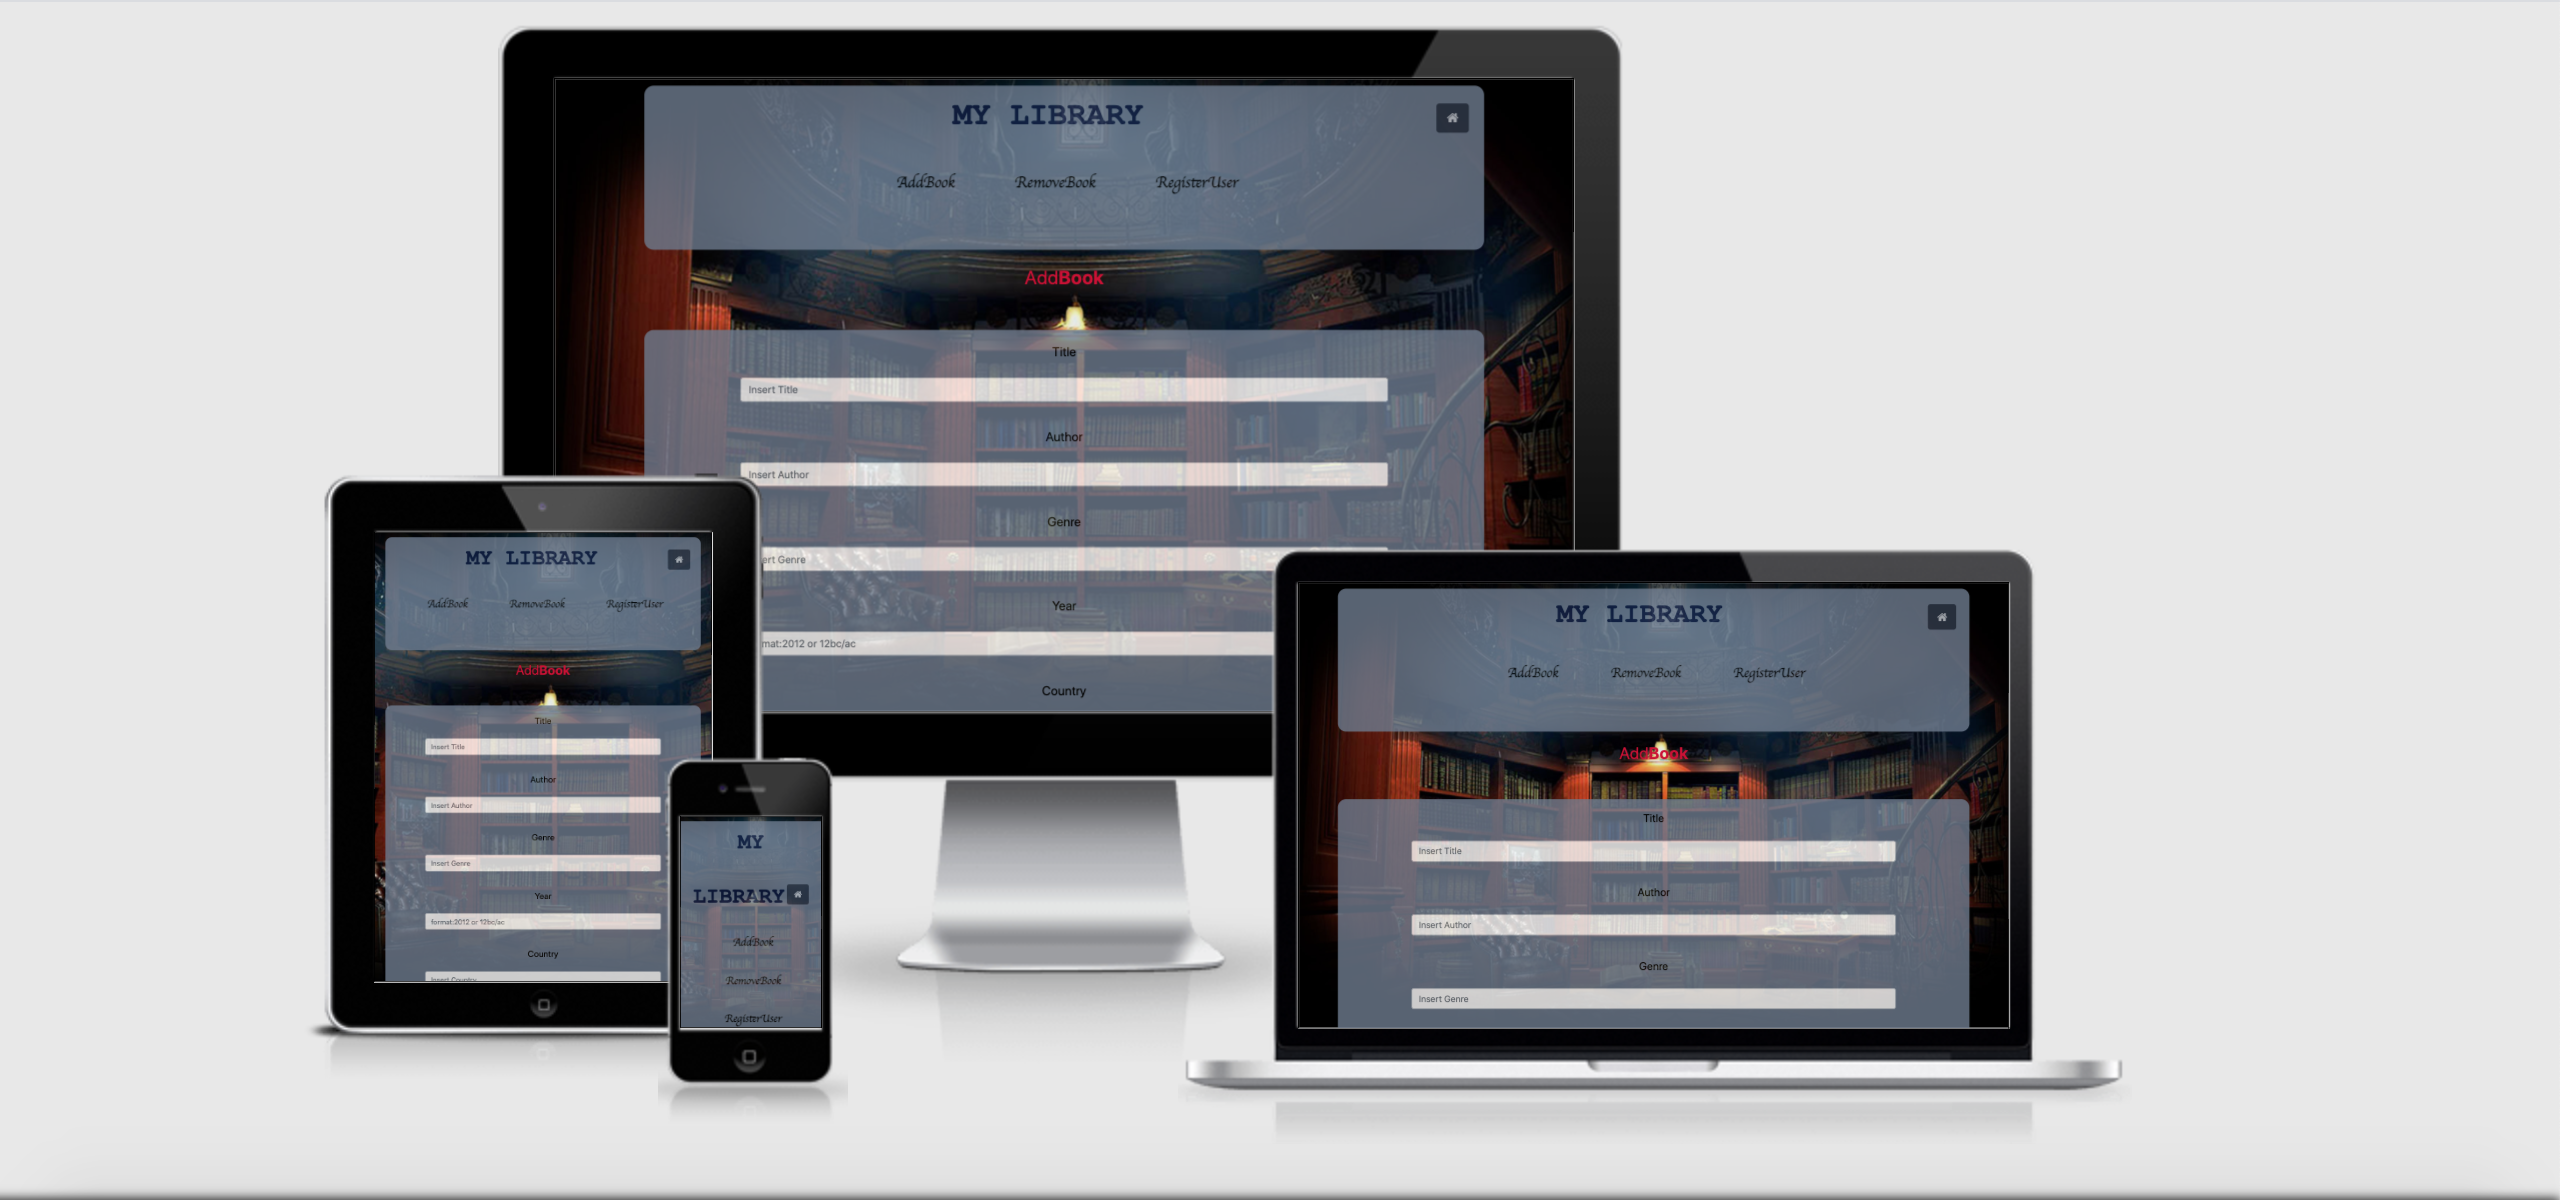 MY LIBRARY
AddBook RemoveBook RegisterUser
AddBook
Title
Insert Title
Author
Insert Author
Genre
ert Genre
Year
mat:2012 or 12bc/ac
Country
MY LIBRARY
AddBook RemoveBook RegisterUser
AddBook
Title
Insert Title
Author
Insert Author
Genre
Insert Genre
Year
format:2012 or 12bc/ac
Country
Insert Country
MY
LIBRARY
AddBook
RemoveBook
RegisterUser
MY LIBRARY
AddBook RemoveBook RegisterUser
AddBook
Title
Insert Title
Author
Insert Author
Genre
Insert Genre